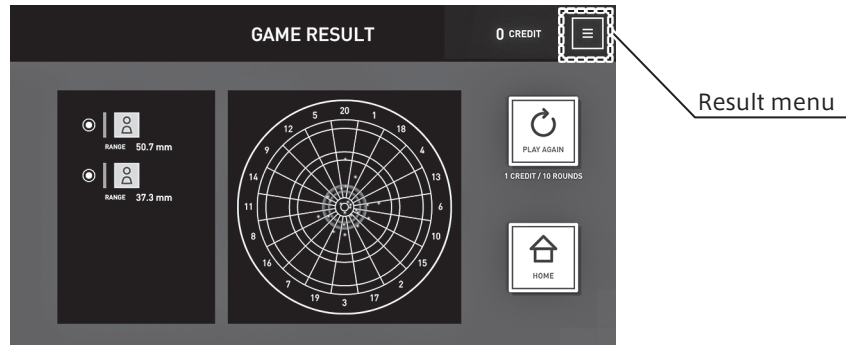 GAME RESULT
0 CREDIT
Result menu
RANGE 50.7 mm
RANGE 37.3 mm
20
1
18
4
13
6
10
15
2
17
3
19
7
16
8
11
14
9
12
5
PLAY AGAIN
1 CREDIT / 10 ROUNDS
HOME